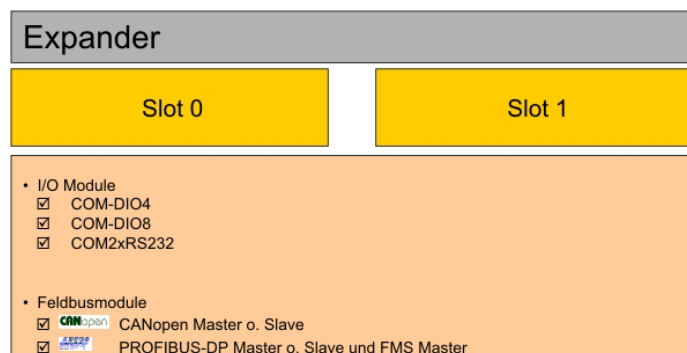 Expander
Slot 0
Slot 1
• I/O Module
☑ COM-DIO4
☑ COM-DIO8
☑ COM2xRS232
• Feldbusmodule
☑ CANopen CANopen Master o. Slave
☑ PROFIBUS-DP Master o. Slave und FMS Master